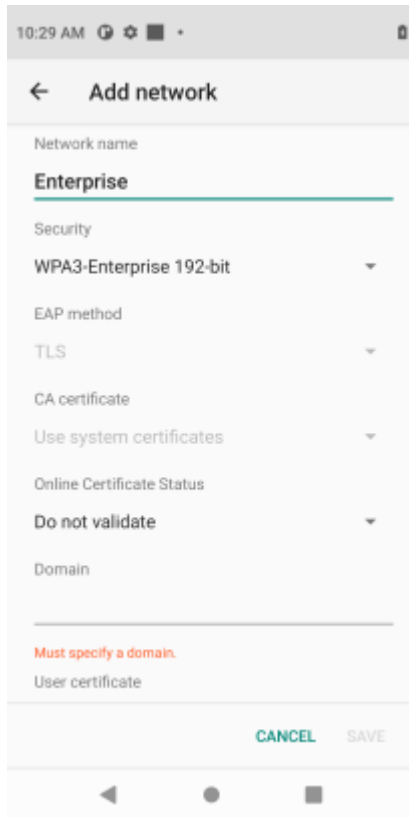 10:29 AM
Add network
Network name
Enterprise
Security
WPA3-Enterprise 192-bit
EAP method
TLS
CA certificate
Use system certificates
Online Certificate Status
Do not validate
Domain
Must specify a domain.
User certificate
CANCEL SAVE